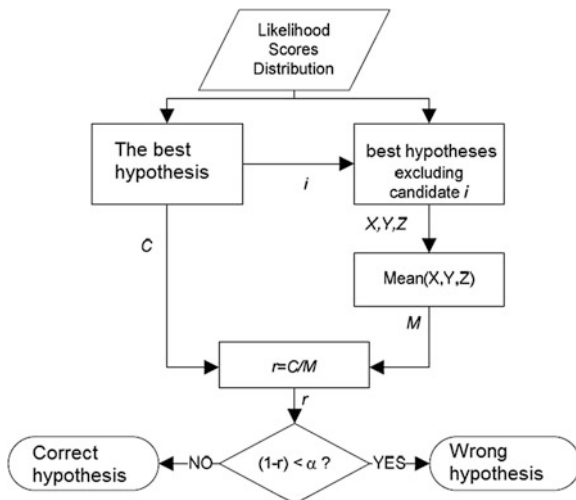 Likelihood
Scores
Distribution
The best
hypothesis
i
best hypotheses
excluding
candidate i
X,Y,Z
C
Mean(X,Y,Z)
M
r=C/M
r
Correct
hypothesis
NO
(1-r) < α ?
YES
Wrong
hypothesis